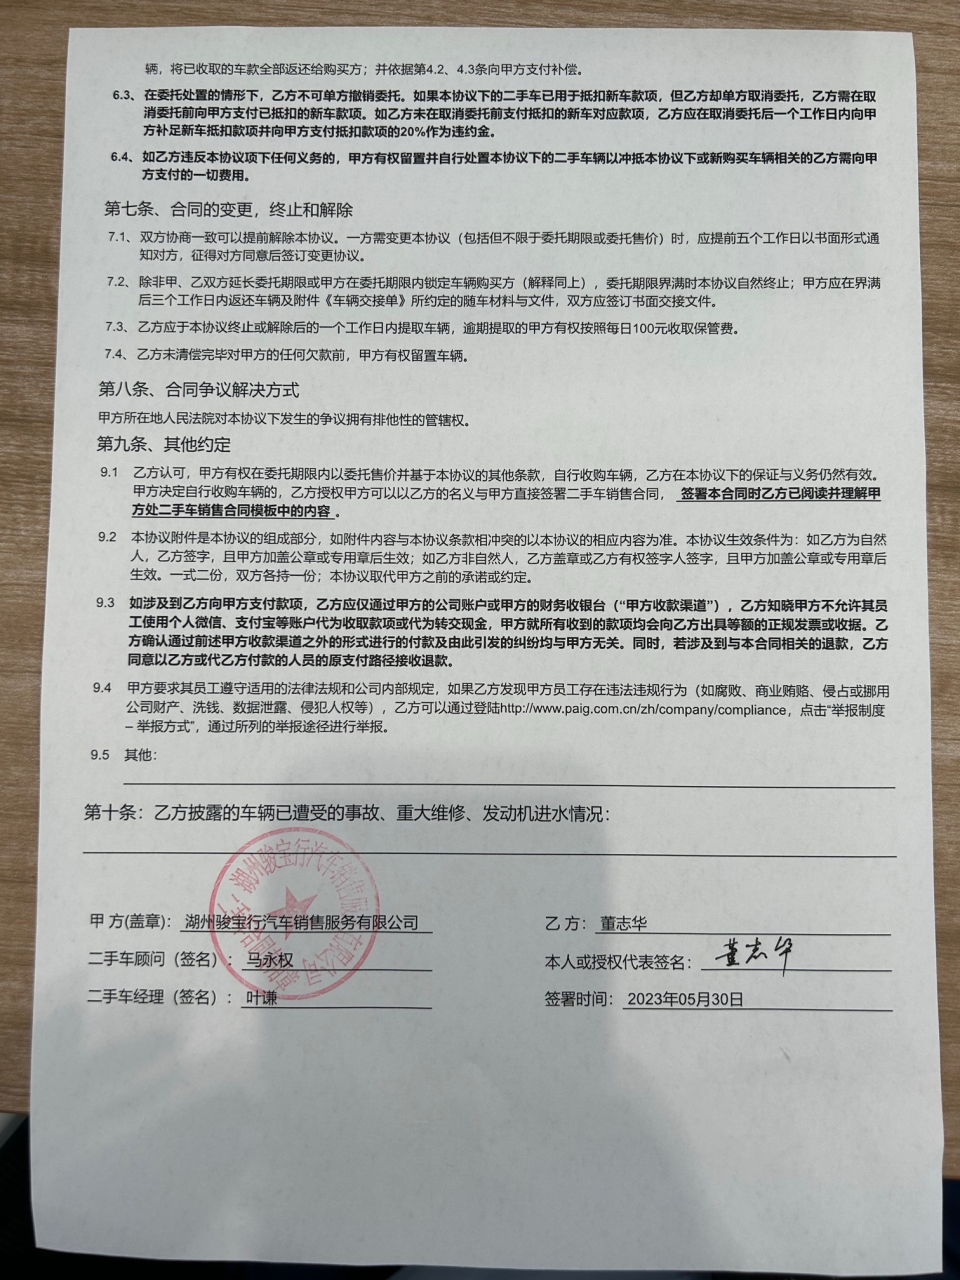 辆，将已收取的车款全部返还给购买方；并依据第4.2、4.3条向甲方支付补偿。
6.3、 在委托处置的情形下，乙方不可单方撤销委托。如果本协议下的二手车已用于抵扣新车款项，但乙方却单方取消委托，乙方需在取
消委托前向甲方支付已抵扣的新车款项。如乙方未在取消委托前支付抵扣的新车对应款项，乙方应在取消委托后一个工作日内向甲
方补足新车抵扣款项并向甲方支付抵扣款项的20%作为违约金。
6.4、 如乙方违反本协议项下任何义务的，甲方有权留置并自行处置本协议下的二手车辆以冲抵本协议下或新购买车辆相关的乙方需向甲
方支付的一切费用。
第七条、合同的变更，终止和解除
7.1、 双方协商一致可以提前解除本协议。一方需变更本协议（包括但不限于委托期限或委托售价）时，应提前五个工作日以书面形式通
知对方，征得对方同意后签订变更协议。
7.2、 除非甲、乙双方延长委托期限或甲方在委托期限内锁定车辆购买方（解释同上），委托期限界满时本协议自然终止；甲方应在界满
后三个工作日内返还车辆及附件《车辆交接单》所约定的随车材料与文件，双方应签订书面交接文件。
7.3、 乙方应于本协议终止或解除后的一个工作日内提取车辆，逾期提取的甲方有权按照每日100元收取保管费。
7.4、 乙方未清偿完毕对甲方的任何欠款前，甲方有权留置车辆。
第八条、合同争议解决方式
甲方所在地人民法院对本协议下发生的争议拥有排他性的管辖权。
第九条、其他约定
9.1 乙方认可，甲方有权在委托期限内以委托售价并基于本协议的其他条款，自行收购车辆，乙方在本协议下的保证与义务仍然有效。
甲方决定自行收购车辆的，乙方授权甲方可以以乙方的名义与甲方直接签署二手车销售合同， 签署本合同时乙方已阅读并理解甲
方处二手车销售合同模板中的内容 。
9.2 本协议附件是本协议的组成部分，如附件内容与本协议条款相冲突的以本协议的相应内容为准。本协议生效条件为：如乙方为自然
人，乙方签字，且甲方加盖公章或专用章后生效；如乙方非自然人，乙方盖章或乙方有权签字人签字，且甲方加盖公章或专用章后
生效。一式二份，双方各持一份；本协议取代甲方之前的承诺或约定。
9.3 如涉及到乙方向甲方支付款项，乙方应仅通过甲方的公司账户或甲方的财务收银台（“甲方收款渠道”），乙方知晓甲方不允许其员
工使用个人微信、支付宝等账户代为收取款项或代为转交现金，甲方就所有收到的款项均会向乙方出具等额的正规发票或收据。乙
方确认通过前述甲方收款渠道之外的形式进行的付款及由此引发的纠纷均与甲方无关。同时，若涉及到与本合同相关的退款，乙方
同意以乙方或代乙方付款的人员的原支付路径接收退款。
9.4 甲方要求其员工遵守适用的法律法规和公司内部规定，如果乙方发现甲方员工存在违法违规行为（如腐败、商业贿赂、侵占或挪用
公司财产、洗钱、数据泄露、侵犯人权等），乙方可以通过登陆http://www.paig.com.cn/zh/company/compliance，点击“举报制度
– 举报方式”，通过所列的举报途径进行举报。
9.5 其他：
第十条：乙方披露的车辆已遭受的事故、重大维修、发动机进水情况：
甲 方(盖章)： 湖州骏宝行汽车销售服务有限公司 乙 方： 董志华
二手车顾问（签名）： 马永权 本人或授权代表签名： 董志华
二手车经理（签名）： 叶谦 签署时间： 2023年05月30日
湖州骏宝行汽车销售服务有限公司